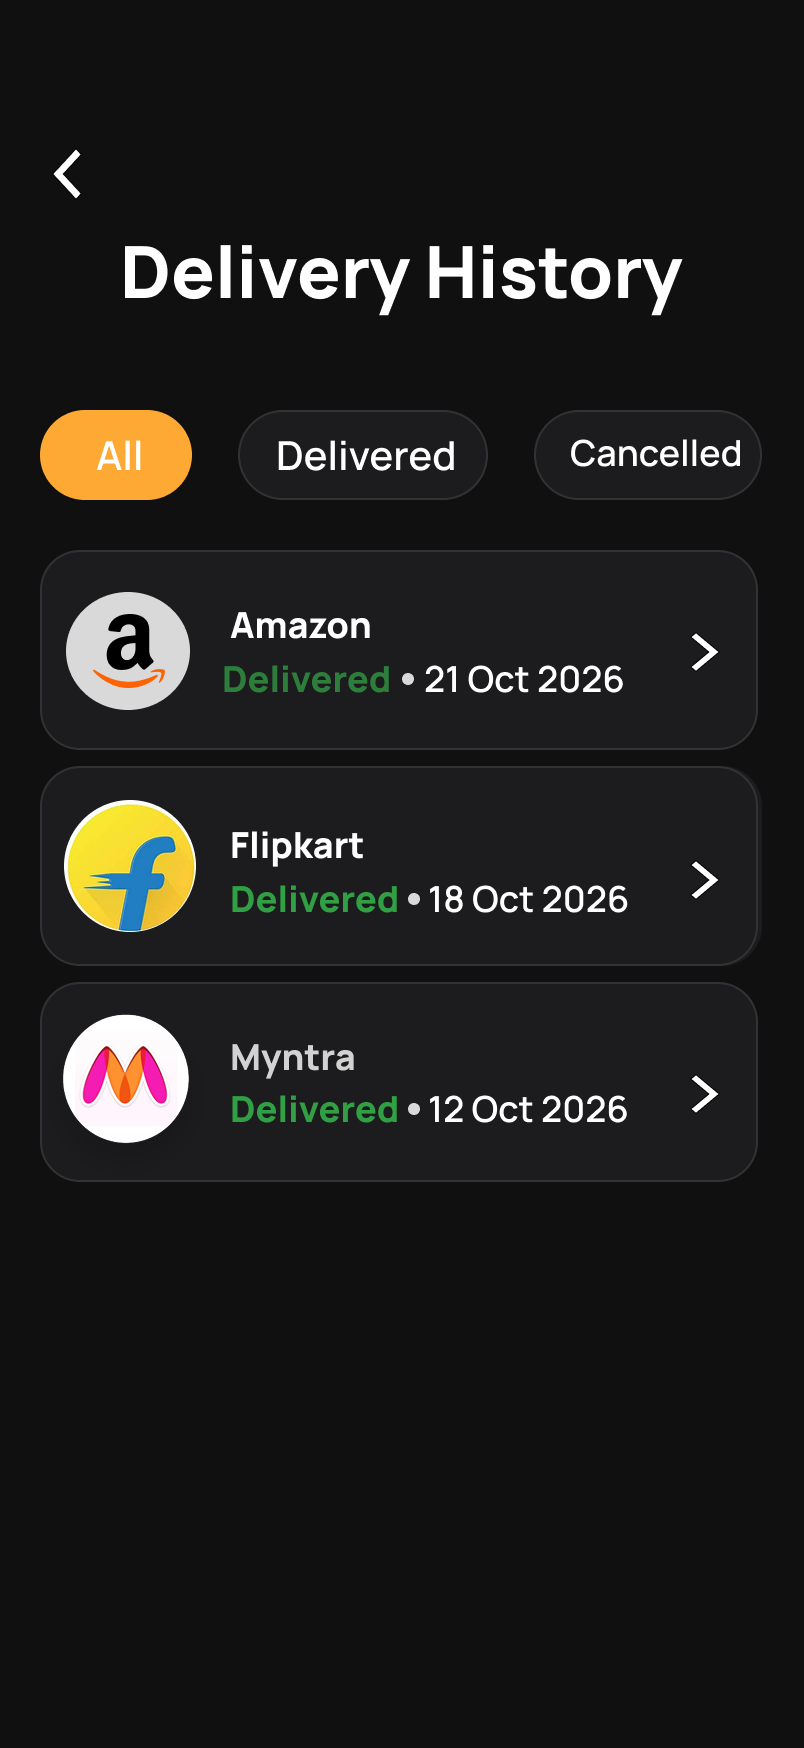 Delivery History
All Delivered Cancelled
Amazon
Delivered • 21 Oct 2026
Flipkart
Delivered • 18 Oct 2026
Myntra
Delivered • 12 Oct 2026